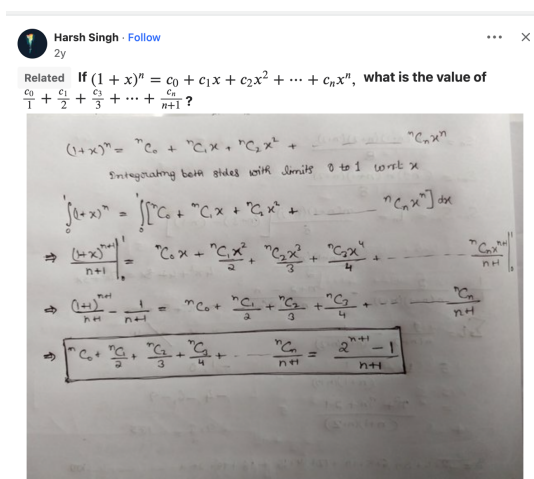 Harsh Singh · Follow
2y
Related If (1 + x)ⁿ = c₀ + c₁x + c₂x² + ⋯ + cₙxⁿ, what is the value of
c₀/1 + c₁/2 + c₃/3 + ⋯ + cₙ/n+1 ?
(1+x)ⁿ = ⁿC₀ + ⁿC₁x + ⁿC₂x² + ⁿCₙxⁿ
Integrating both sides with limits 0 to 1 wrt x
∫₀¹(1+x)ⁿ = ∫₀¹[ⁿC₀ + ⁿC₁x + ⁿC₂x² + ⁿCₙxⁿ] dx
⇒ (1+x)ⁿ⁺¹/n+1 |₀¹ = ⁿC₀x + ⁿC₁x²/2 + ⁿC₂x³/3 + ⁿC₃x⁴/4 + ⁿCₙxⁿ⁺¹/n+1 |₀¹
⇒ (1+1)ⁿ⁺¹/n+1 - 1/n+1 = ⁿC₀ + ⁿC₁/2 + ⁿC₂/3 + ⁿC₃/4 + ⁿCₙ/n+1
⇒ ⁿC₀ + ⁿC₁/2 + ⁿC₂/3 + ⁿC₃/4 + ⁿCₙ/n+1 = 2ⁿ⁺¹ - 1/n+1